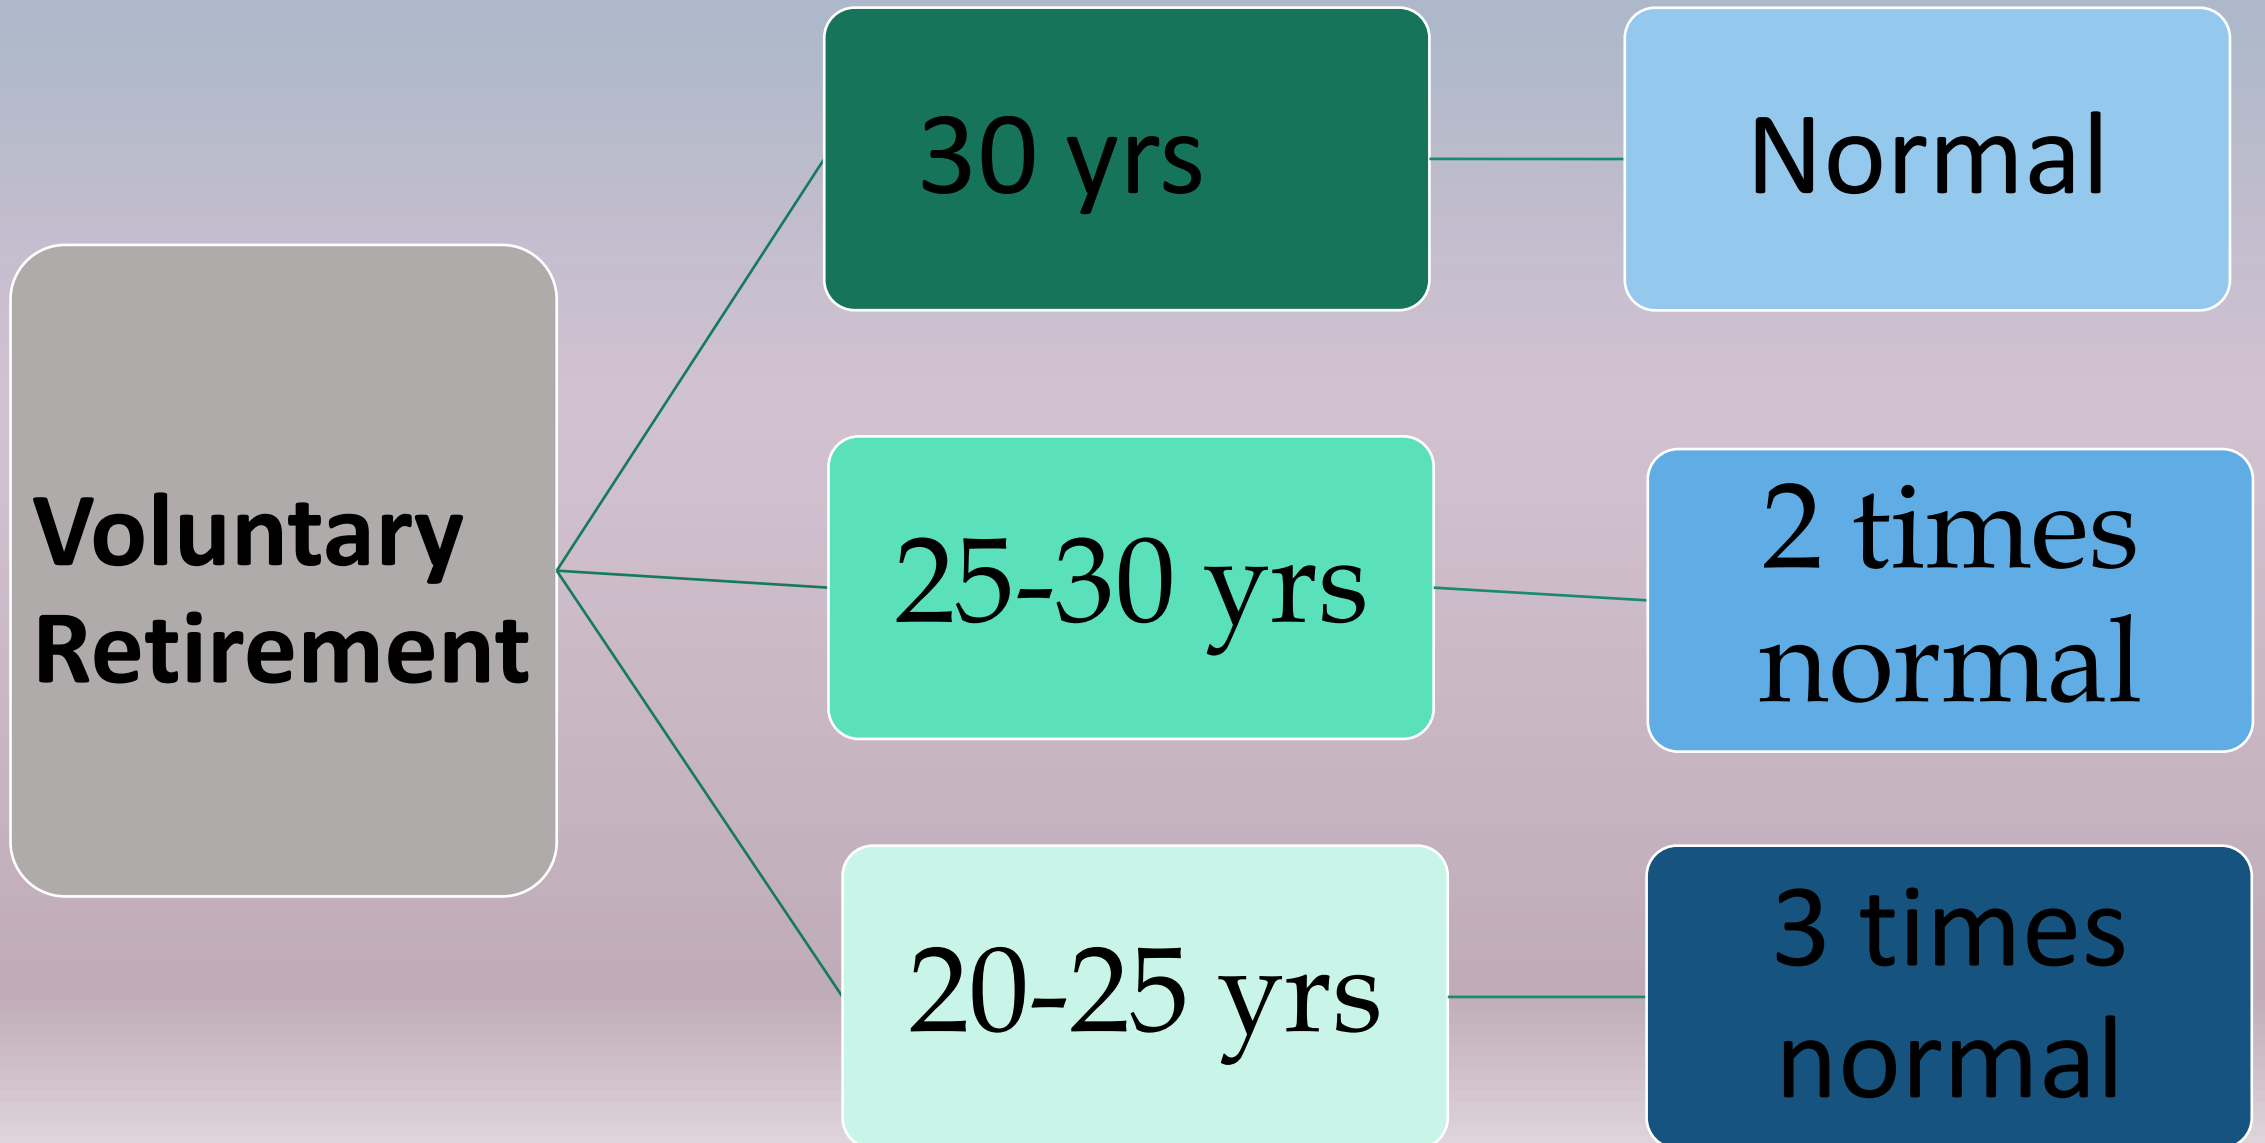 Voluntary
Retirement
30 yrs
Normal
25-30 yrs
2 times
normal
20-25 yrs
3 times
normal